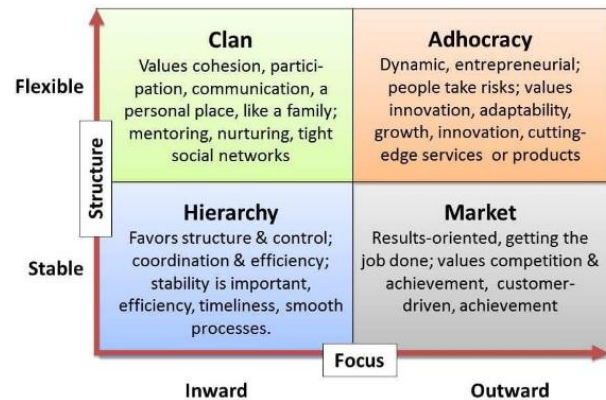 Clan
Values cohesion, partici-
pation, communication, a
personal place, like a family;
mentoring, nurturing, tight
social networks
Adhocracy
Dynamic, entrepreneurial;
people take risks; values
innovation, adaptability,
growth, innovation, cutting-
edge services or products
Flexible
Structure
Stable
Hierarchy
Favors structure & control;
coordination & efficiency;
stability is important,
efficiency, timeliness, smooth
processes.
Market
Results-oriented, getting the
job done; values competition &
achievement, customer-
driven, achievement
Focus
Inward
Outward